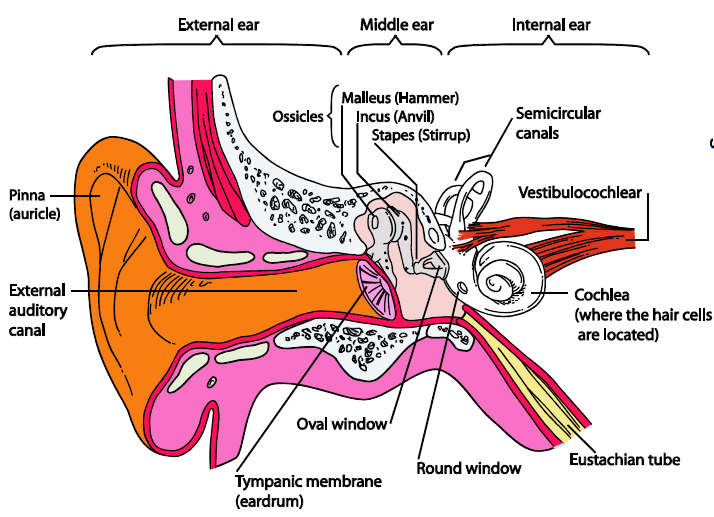 External ear
Middle ear
Internal ear
Ossicles
Malleus (Hammer)
Incus (Anvil)
Stapes (Stirrup)
Semicircular
canals
Vestibulocochlear
Pinna
(auricle)
External
auditory
canal
Cochlea
(where the hair cells
are located)
Oval window
Round window
Eustachian tube
Tympanic membrane
(eardrum)